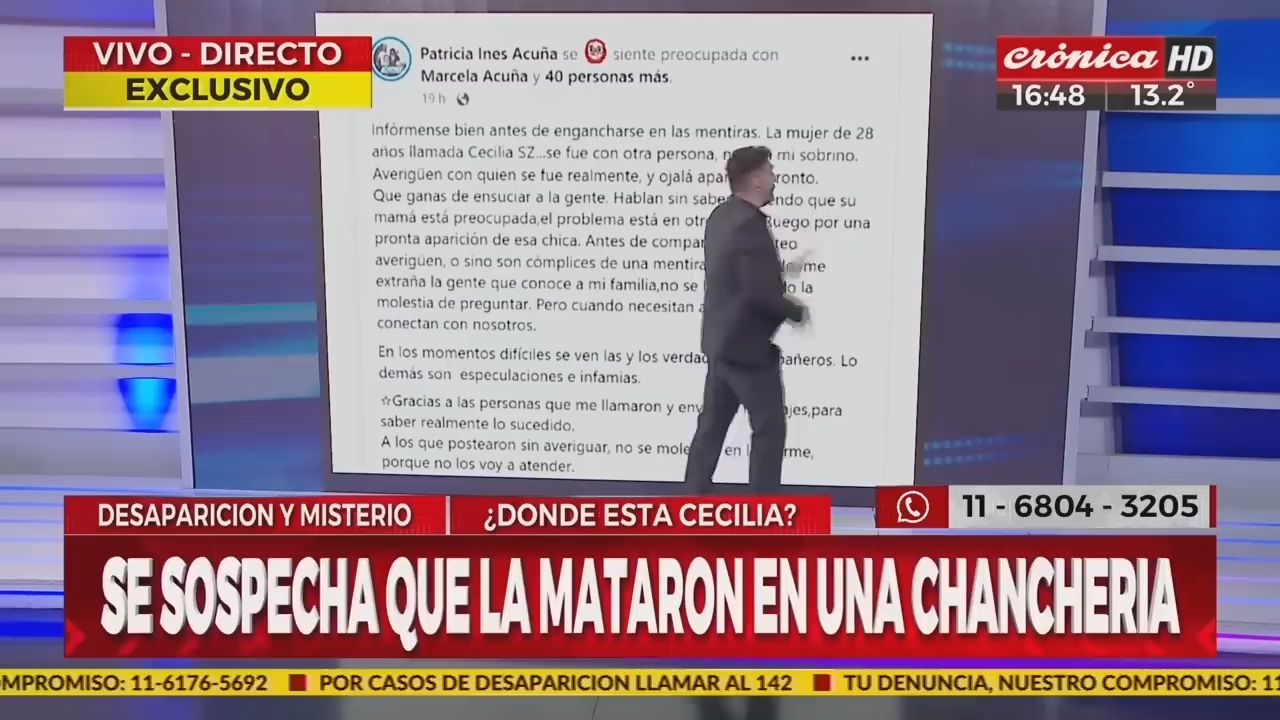 VIVO - DIRECTO
EXCLUSIVO
Patricia Ines Acuña se siente preocupada con
Marcela Acuña y 40 personas más.
19 h
crónica HD
16:48 13.2°
Infórmense bien antes de engancharse en las mentiras. La mujer de 28
años llamada Cecilia SZ...se fue con otra persona, mi sobrino.
Averigüen con quien se fue realmente, y ojalá apar pronto.
Que ganas de ensuciar a la gente. Hablan sin sabe endo que su
mamá está preocupada,el problema está en otr Ruego por una
pronta aparición de esa chica. Antes de compar teo
averigüen, o sino son cómplices de una mentira me
extraña la gente que conoce a mi familia,no se la
molestia de preguntar. Pero cuando necesitan a
conectan con nosotros.
En los momentos difíciles se ven las y los verdad pañeros. Lo
demás son especulaciones e infamias.
☆Gracias a las personas que me llamaron y env jes,para
saber realmente lo sucedido.
A los que postearon sin averiguar, no se mole en rme,
porque no los voy a atender.
11 - 6804 - 3205
DESAPARICION Y MISTERIO ¿DONDE ESTA CECILIA?
SE SOSPECHA QUE LA MATARON EN UNA CHANCHERIA
OMPROMISO: 11-6176-5692 POR CASOS DE DESAPARICION LLAMAR AL 142 TU DENUNCIA, NUESTRO COMPROMISO: 11